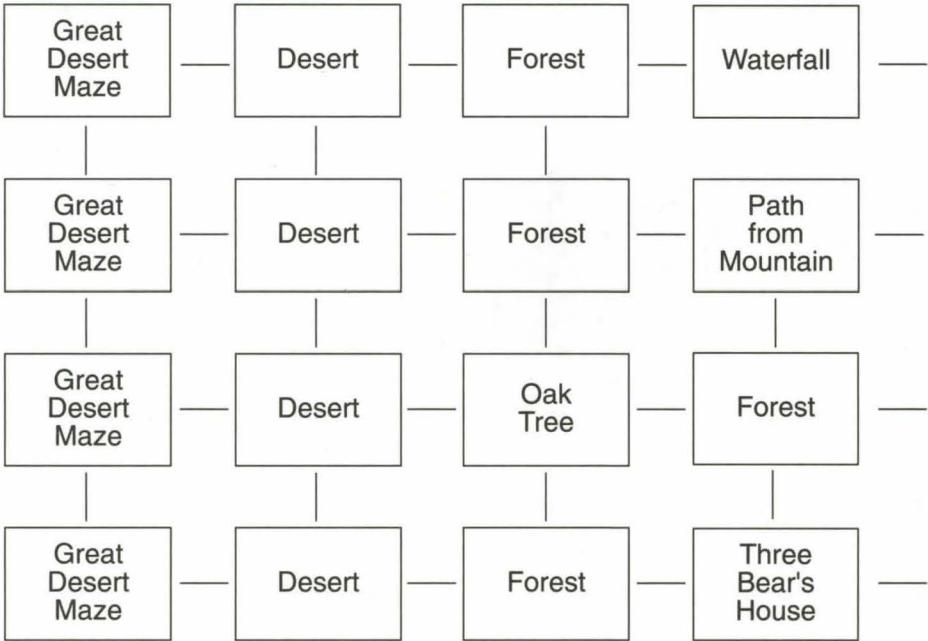 Great
Desert
Maze
Desert
Forest
Waterfall
Great
Desert
Maze
Desert
Forest
Path
from
Mountain
Great
Desert
Maze
Desert
Oak
Tree
Forest
Great
Desert
Maze
Desert
Forest
Three
Bear's
House